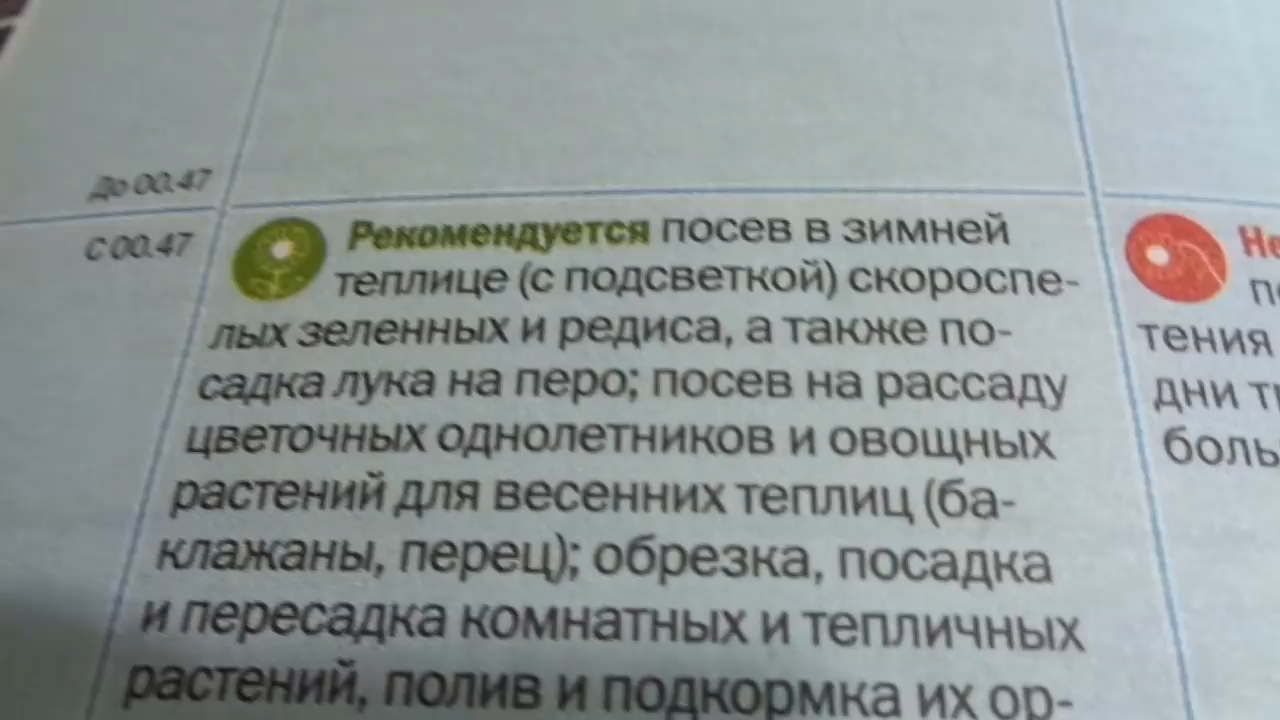 До 00.47
С 00.47
Рекомендуется посев в зимней
теплице (с подсветкой) скороспе-
лых зеленных и редиса, а также по-
садка лука на перо; посев на рассаду
цветочных однолетников и овощных
растений для весенних теплиц (ба-
клажаны, перец); обрезка, посадка
и пересадка комнатных и тепличных
растений, полив и подкормка их ор-
тения
дни